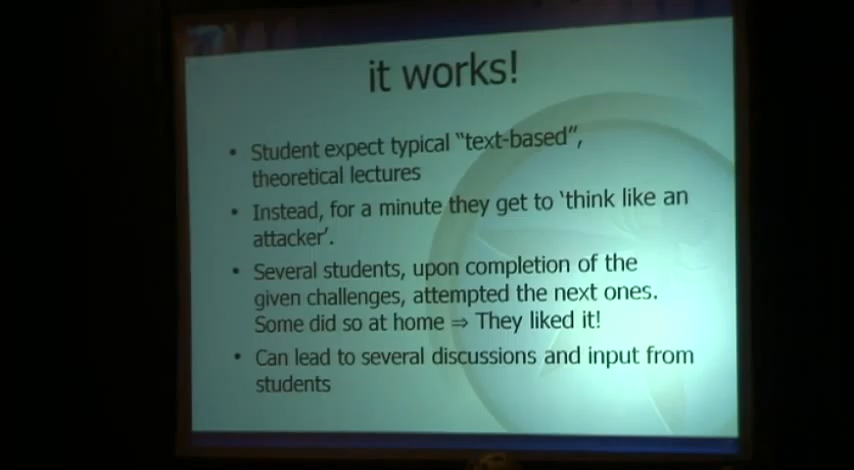 it works!
• Student expect typical “text-based”,
theoretical lectures
• Instead, for a minute they get to ‘think like an
attacker’.
• Several students, upon completion of the
given challenges, attempted the next ones.
Some did so at home ⇒ They liked it!
• Can lead to several discussions and input from
students